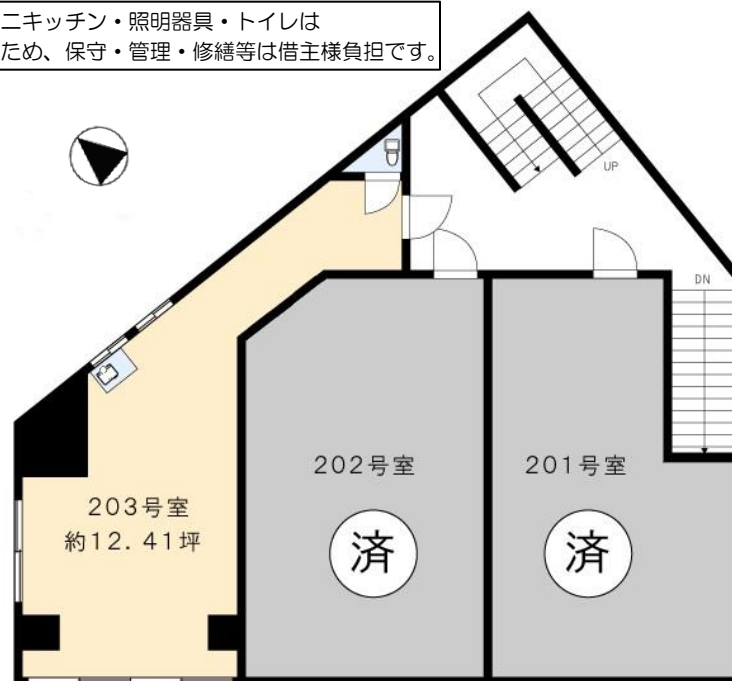 ニキッチン・照明器具・トイレは
ため、保守・管理・修繕等は借主様負担です。
UP
DN
202号室
201号室
203号室
約12.41坪
済
済